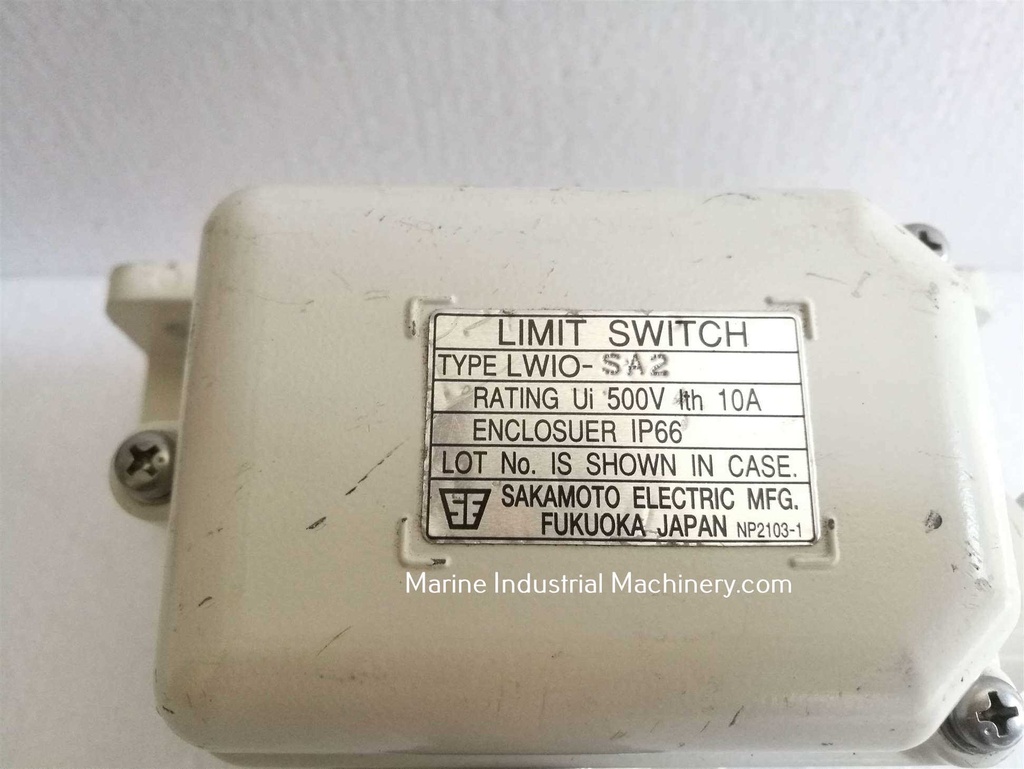 LIMIT SWITCH
TYPE LWIO- SA2
RATING Ui 500V Ith 10A
ENCLOSUER IP66
LOT No. IS SHOWN IN CASE.
SAKAMOTO ELECTRIC MFG.
FUKUOKA JAPAN NP2103-1
Marine Industrial Machinery.com